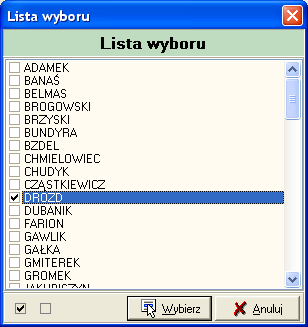 Lista wyboru
Lista wyboru
ADAMEK
BANAŚ
BELMAS
BROGOWSKI
BRZYSKI
BUNDYRA
BZDEL
CHMIELOWIEC
CHUDYK
CZĄSTKIEWICZ
DROZD
DUBANIK
FARION
GAWLIK
GAŁKA
GMITEREK
GROMEK
JAKUBISZYN
Wybierz
Anuluj